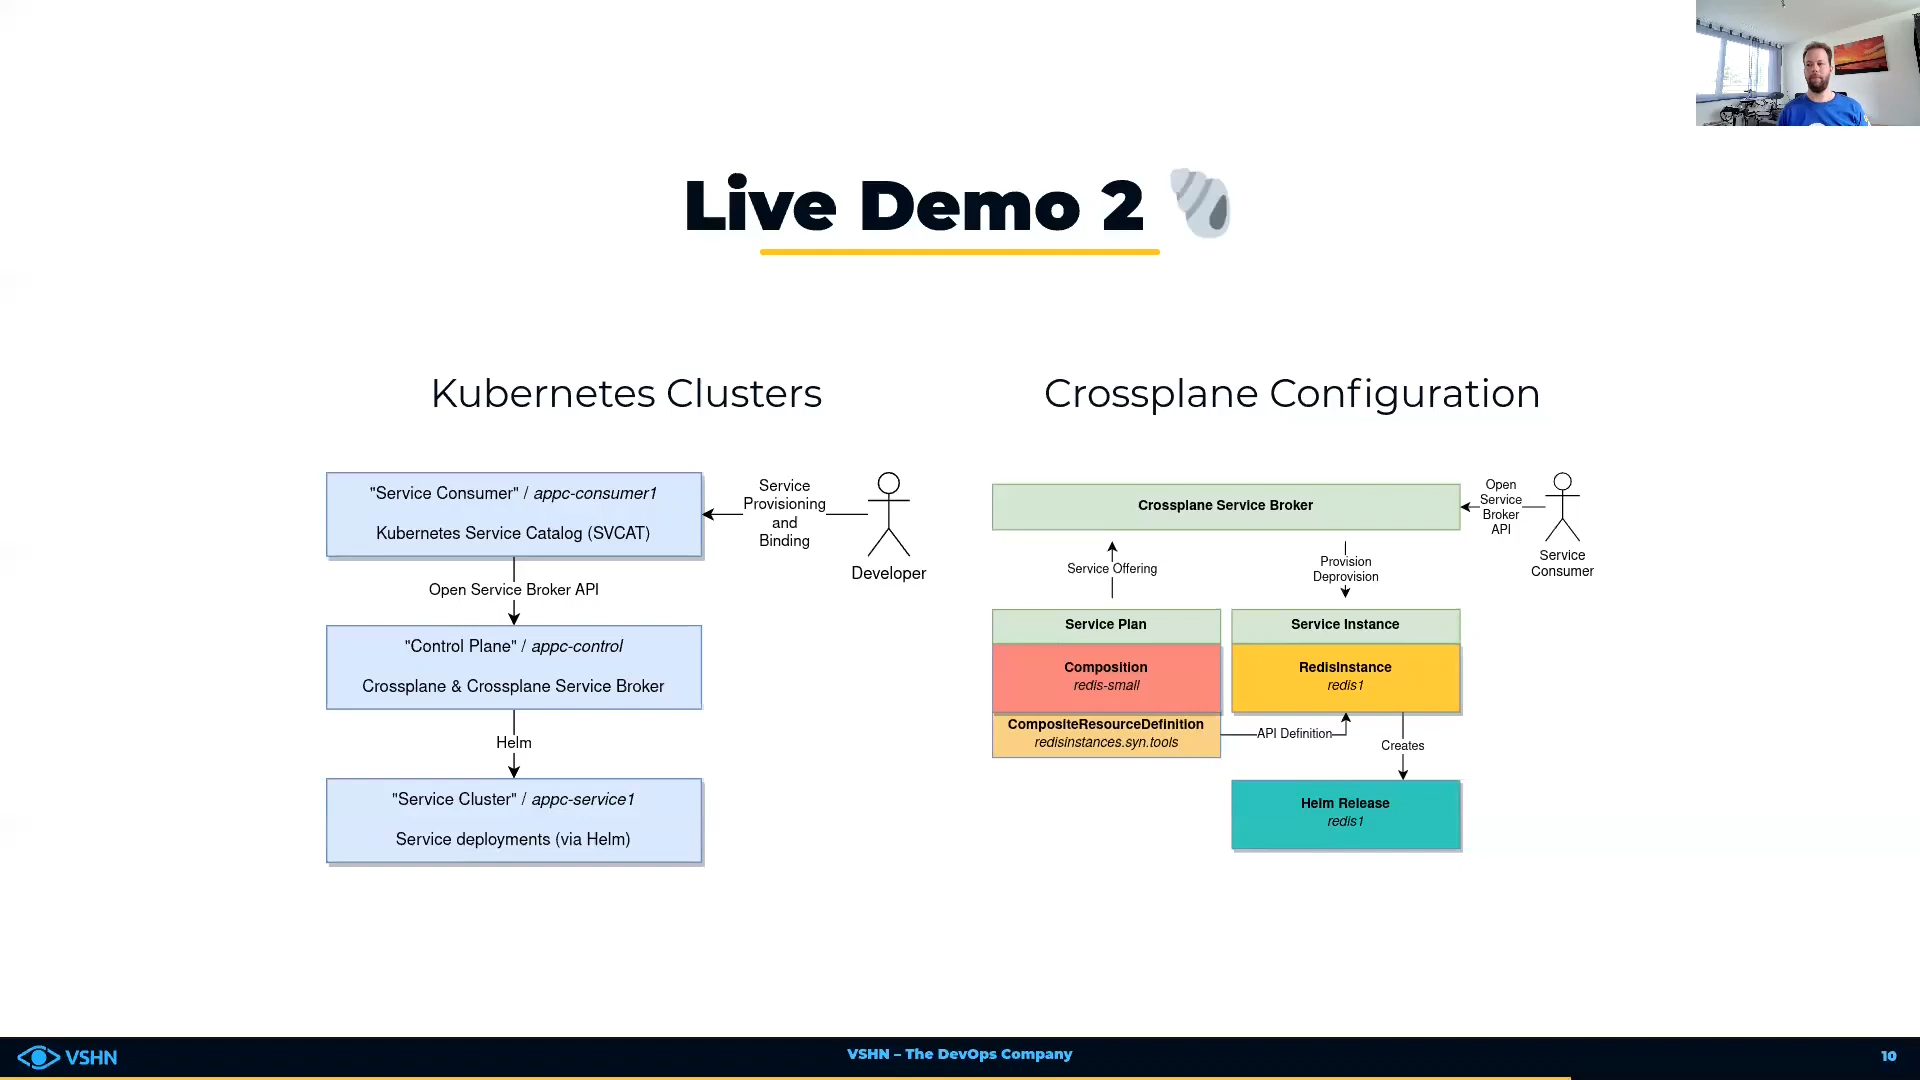 Live Demo 2
Kubernetes Clusters
"Service Consumer" / appc-consumer1
Kubernetes Service Catalog (SVCAT)
Service
Provisioning
and
Binding
Developer
Open Service Broker API
"Control Plane" / appc-control
Crossplane & Crossplane Service Broker
Helm
"Service Cluster" / appc-service1
Service deployments (via Helm)
Crossplane Configuration
Crossplane Service Broker
Open
Service
Broker
API
Service
Consumer
Service Offering
Provision
Deprovision
Service Plan
Composition
redis-small
CompositeResourceDefinition
redisinstances.syn.tools
API Definition
Service Instance
RedisInstance
redis1
Creates
Helm Release
redis1
VSHN
VSHN – The DevOps Company
10